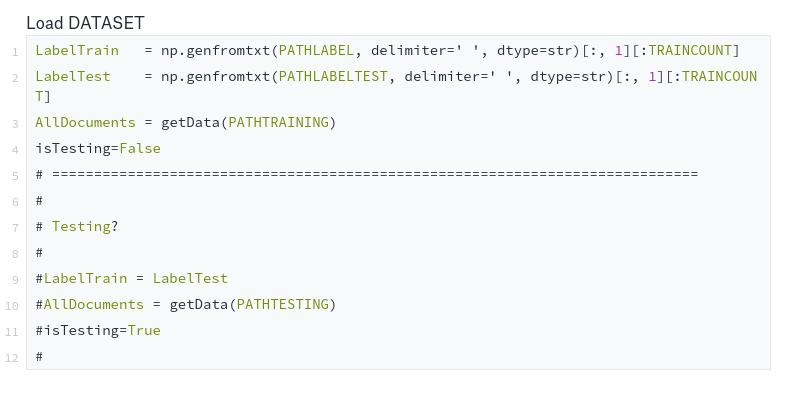 Load DATASET
1 LabelTrain   = np.genfromtxt(PATHLABEL, delimiter=' ', dtype=str)[:, 1][:TRAINCOUNT]
2 LabelTest    = np.genfromtxt(PATHLABELTEST, delimiter=' ', dtype=str)[:, 1][:TRAINCOUN
T]
3 AllDocuments = getData(PATHTRAINING)
4 isTesting=False
5 # =============================================================================
6 #
7 # Testing?
8 #
9 #LabelTrain = LabelTest
10 #AllDocuments = getData(PATHTESTING)
11 #isTesting=True
12 #